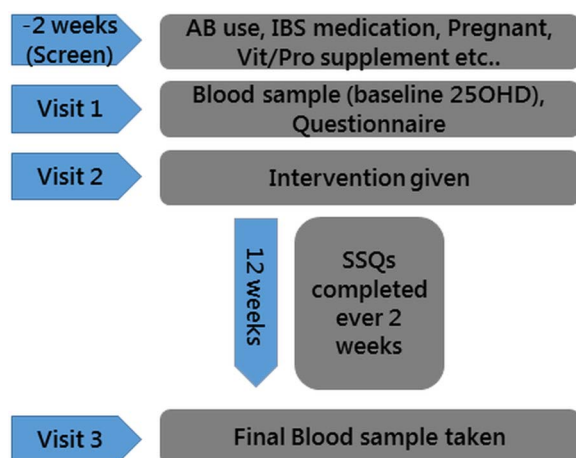 -2 weeks
(Screen)
AB use, IBS medication, Pregnant,
Vit/Pro supplement etc..
Visit 1
Blood sample (baseline 25OHD),
Questionnaire
Visit 2
Intervention given
12 weeks
SSQs
completed
ever 2
weeks
Visit 3
Final Blood sample taken